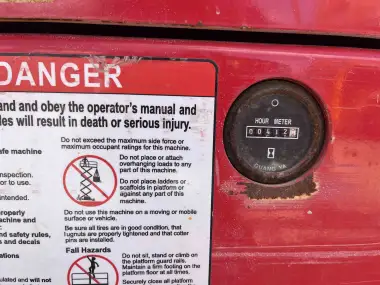 DANGER
and and obey the operator's manual and
les will result in death or serious injury.
afe machine
nspection.
or to use.
intended.
roperly
achine and
d safety rules,
s and decals
ations
ulated and will not
Do not exceed the maximum side force or
maximum occupant ratings for this machine.
Do not place or attach
overhanging loads to any
part of this machine.
Do not place ladders or
scaffolds in platform or
against any part of this
machine.
Do not use this machine on a moving or mobile
surface or vehicle.
Be sure all tires are in good condition, that
lugnuts are properly tightened and that cotter
pins are installed.
Fall Hazards
Do not sit, stand or climb on
the platform guard rails.
Maintain a firm footing on the
platform floor at all times.
Securely close all platform
HOUR METER
00412